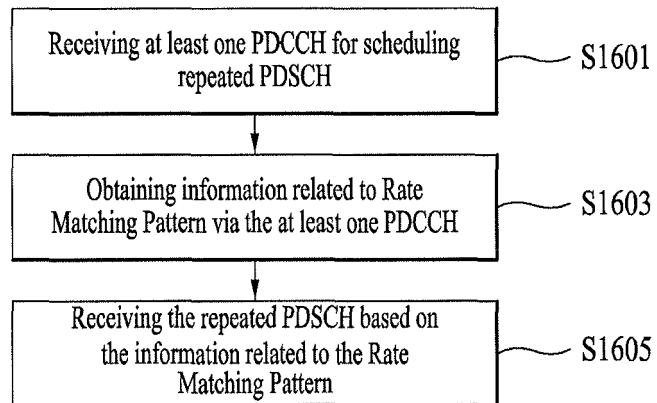 Receiving at least one PDCCH for scheduling
repeated PDSCH
S1601
Obtaining information related to Rate
Matching Pattern via the at least one PDCCH
S1603
Receiving the repeated PDSCH based on
the information related to the Rate
Matching Pattern
S1605